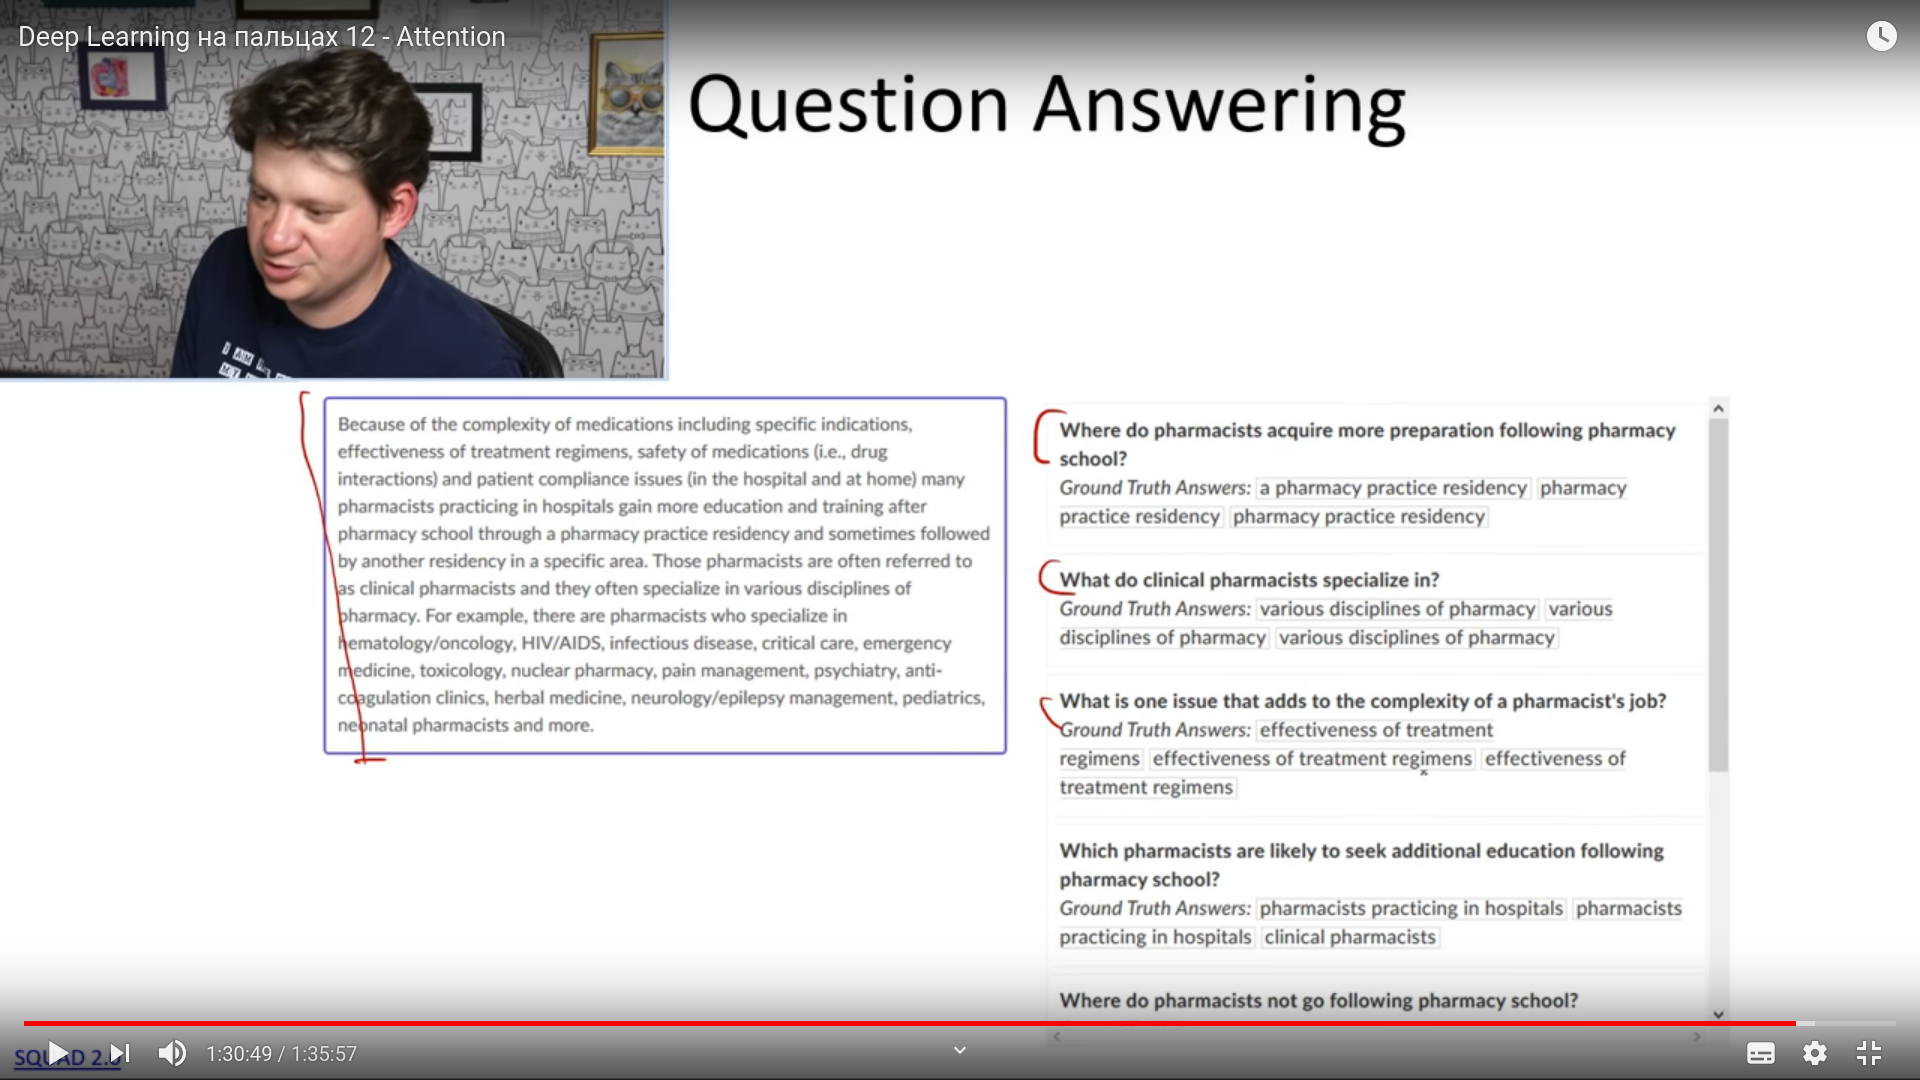 Deep Learning на пальцах 12 - Attention
Question Answering
Because of the complexity of medications including specific indications,
effectiveness of treatment regimens, safety of medications (i.e., drug
interactions) and patient compliance issues (in the hospital and at home) many
pharmacists practicing in hospitals gain more education and training after
pharmacy school through a pharmacy practice residency and sometimes followed
by another residency in a specific area. Those pharmacists are often referred to
as clinical pharmacists and they often specialize in various disciplines of
pharmacy. For example, there are pharmacists who specialize in
hematology/oncology, HIV/AIDS, infectious disease, critical care, emergency
medicine, toxicology, nuclear pharmacy, pain management, psychiatry, anti-
coagulation clinics, herbal medicine, neurology/epilepsy management, pediatrics,
neonatal pharmacists and more.
Where do pharmacists acquire more preparation following pharmacy
school?
Ground Truth Answers: a pharmacy practice residency pharmacy
practice residency pharmacy practice residency
What do clinical pharmacists specialize in?
Ground Truth Answers: various disciplines of pharmacy various
disciplines of pharmacy various disciplines of pharmacy
What is one issue that adds to the complexity of a pharmacist's job?
Ground Truth Answers: effectiveness of treatment
regimens effectiveness of treatment regimens effectiveness of
treatment regimens
Which pharmacists are likely to seek additional education following
pharmacy school?
Ground Truth Answers: pharmacists practicing in hospitals pharmacists
practicing in hospitals clinical pharmacists
Where do pharmacists not go following pharmacy school?
SQUAD 2.0
1:30:49 / 1:35:57